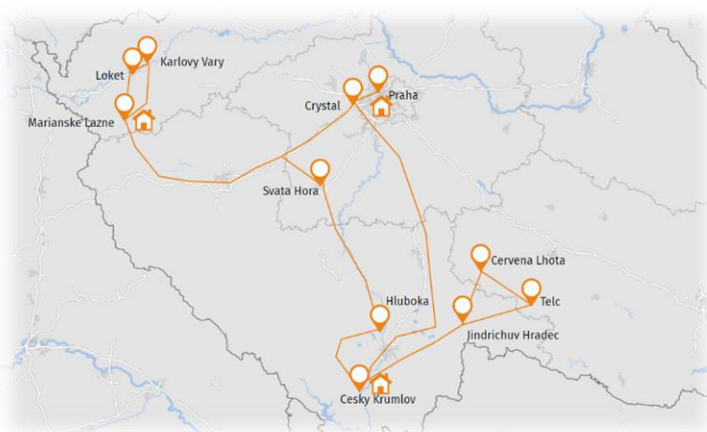 Karlovy Vary
Loket
Praha
Crystal
Marianske Lazne
Svata Hora
Cervena Lhota
Telc
Hluboka
Jindrichuv Hradec
Cesky Krumlov